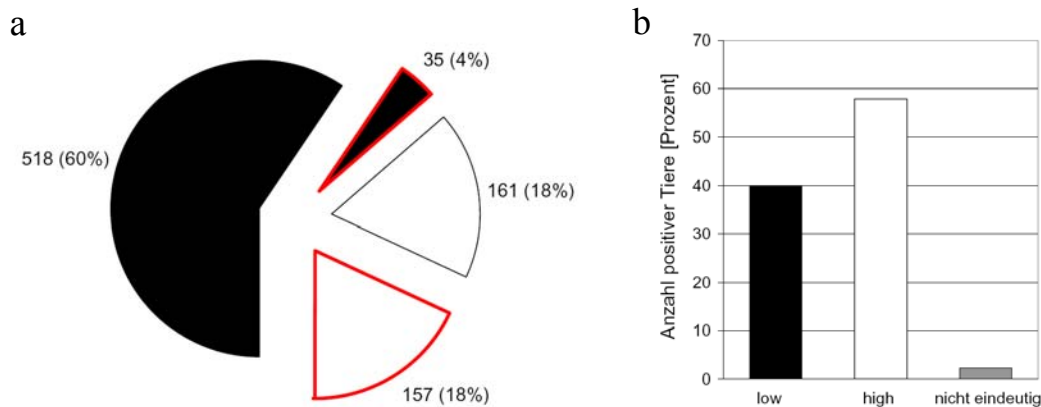 a
35 (4%)
518 (60%)
161 (18%)
157 (18%)
b
Anzahl positiver Tiere [Prozent]
70
60
50
40
30
20
10
0
low
high
nicht eindeutig